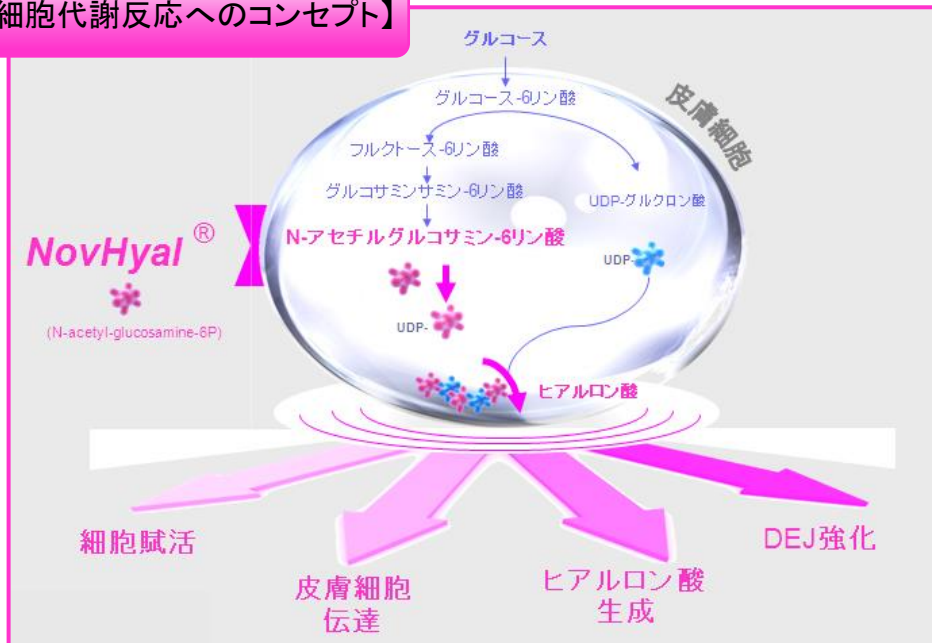 細胞代謝反応へのコンセプト】
グルコース
グルコース-6リン酸
皮膚細胞
フルクトース-6リン酸
グルコサミンサミン-6リン酸
UDP-グルクロン酸
N-アセチルグルコサミン-6リン酸
NovHyal ®
(N-acetyl-glucosamine-6P)
UDP-
UDP-
ヒアルロン酸
細胞賦活
皮膚細胞
伝達
ヒアルロン酸
生成
DEJ強化